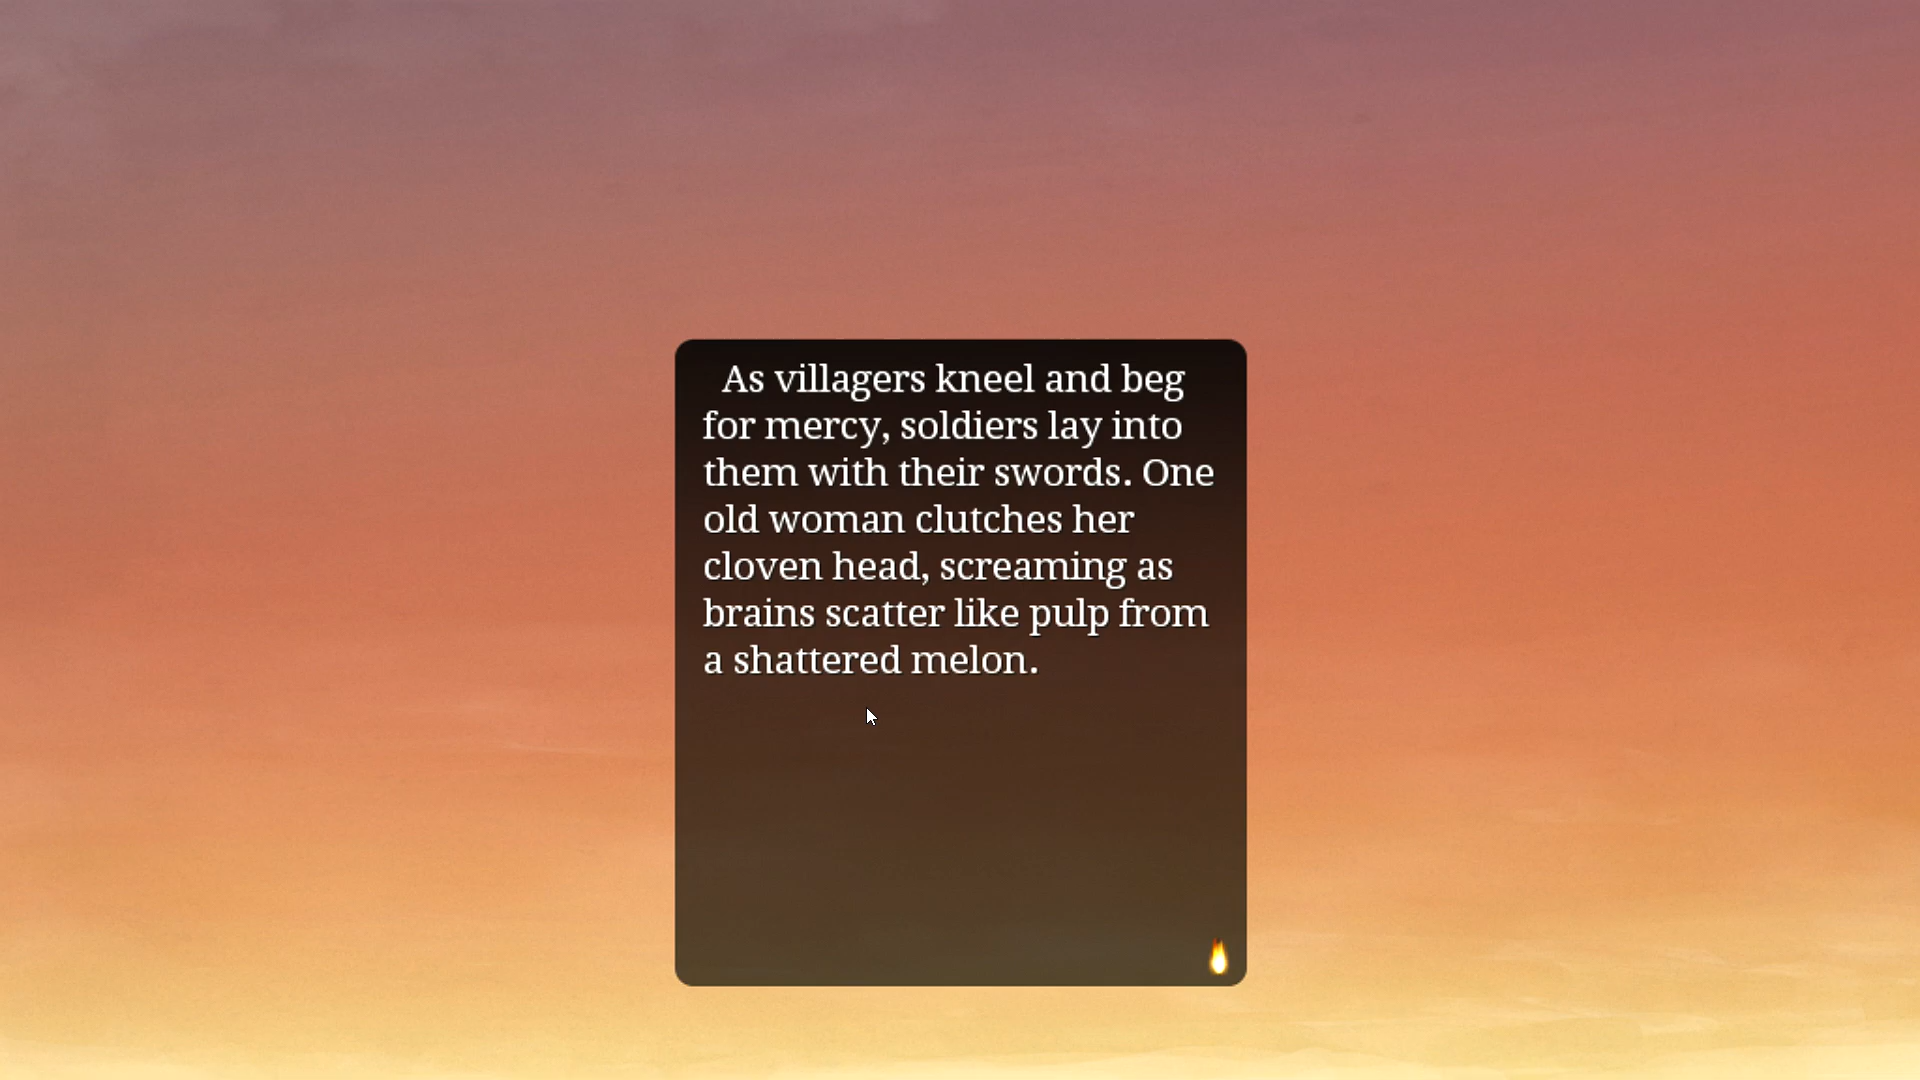 As villagers kneel and beg
for mercy, soldiers lay into
them with their swords. One
old woman clutches her
cloven head, screaming as
brains scatter like pulp from
a shattered melon.